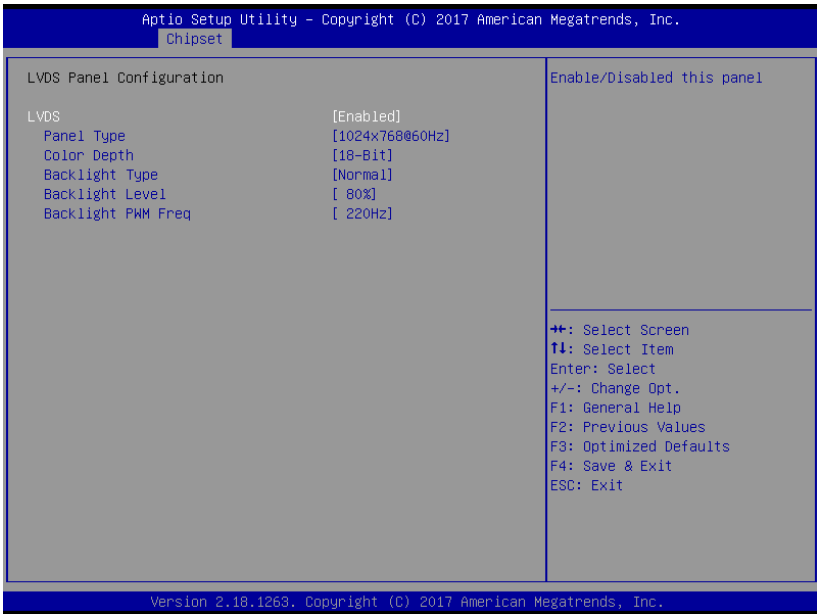 Aptio Setup Utility – Copyright (C) 2017 American Megatrends, Inc.
Chipset
LVDS Panel Configuration
LVDS [Enabled]
Panel Type [1024x768@60Hz]
Color Depth [18-Bit]
Backlight Type [Normal]
Backlight Level [ 80%]
Backlight PWM Freq [ 220Hz]
Enable/Disabled this panel
→←: Select Screen
↑↓: Select Item
Enter: Select
+/-: Change Opt.
F1: General Help
F2: Previous Values
F3: Optimized Defaults
F4: Save & Exit
ESC: Exit
Version 2.18.1263. Copyright (C) 2017 American Megatrends, Inc.